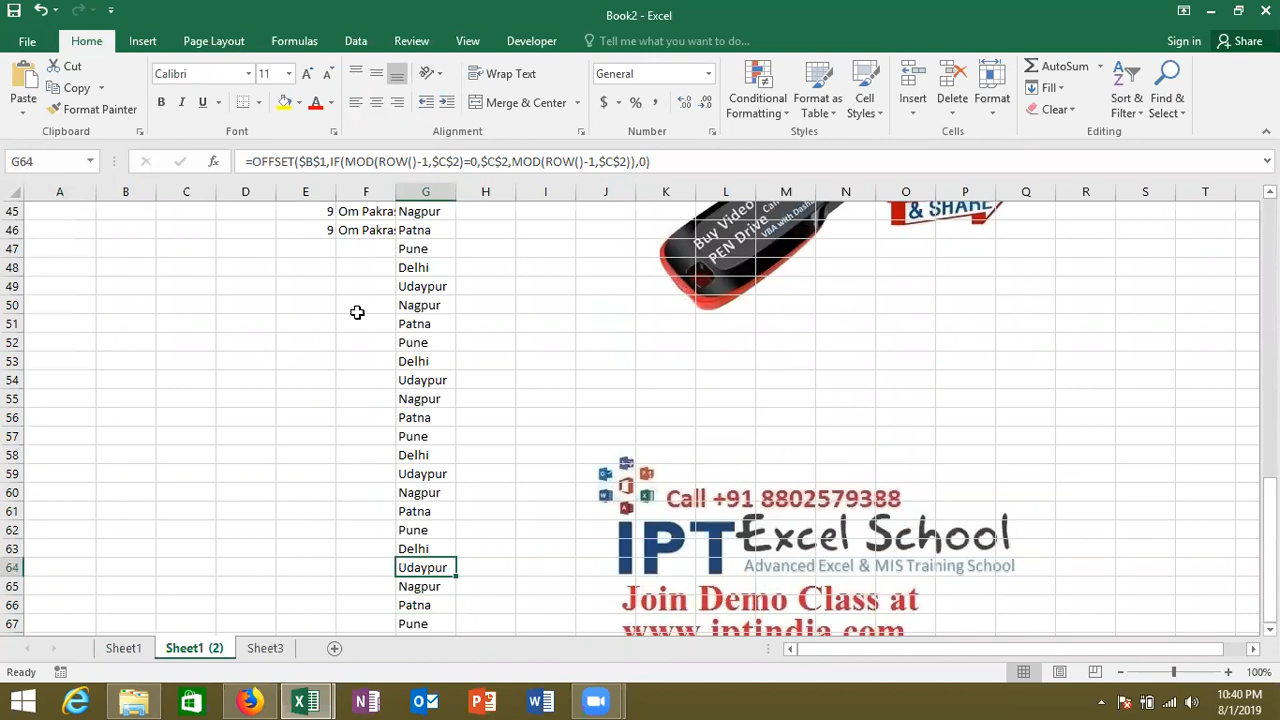 Book2 - Excel
File Home Insert Page Layout Formulas Data Review View Developer Tell me what you want to do... Sign in Share
Paste Cut Copy Format Painter Clipboard
Calibri 11 A A B I U A Font
Wrap Text Merge & Center Alignment
General $ % , Number
Conditional Formatting Format as Table Cell Styles Styles
Insert Delete Format Cells
AutoSum Fill Clear Sort & Filter Find & Select Editing
G64 fx =OFFSET($B$1,IF(MOD(ROW()-1,$C$2)=0,$C$2,MOD(ROW()-1,$C$2)),0)
A B C D E F G H I J K L M N O P Q R S T
45 9 Om Pakras Nagpur
46 9 Om Pakras Patna
47 Pune
48 Delhi
49 Udaypur
50 Nagpur
51 Patna
52 Pune
53 Delhi
54 Udaypur
55 Nagpur
56 Patna
57 Pune
58 Delhi
59 Udaypur
60 Nagpur
61 Patna
62 Pune
63 Delhi
64 Udaypur
65 Nagpur
66 Patna
67 Pune
& SHARE
Buy Video
PEN Drive
VBA with Dash
Call +91 8802579388
IPT Excel School
Advanced Excel & MIS Training School
Join Demo Class at
www.iptindia.com
Sheet1 Sheet1 (2) Sheet3
Ready 100%
10:40 PM
8/1/2019